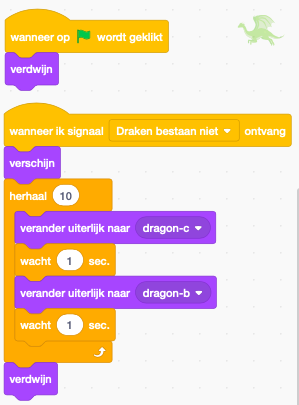 wanneer op wordt geklikt
verdwijn
wanneer ik signaal Draken bestaan niet ontvang
verschijn
herhaal 10
verander uiterlijk naar dragon-c
wacht 1 sec.
verander uiterlijk naar dragon-b
wacht 1 sec.
verdwijn